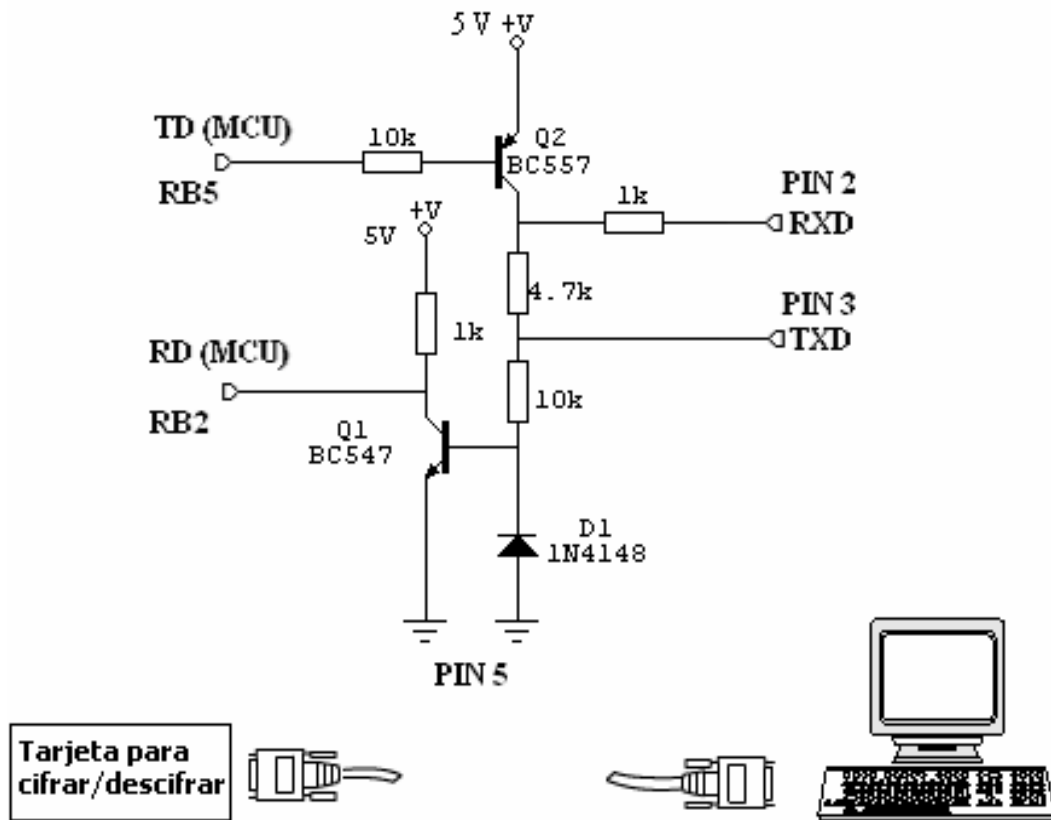 5 V +V
TD (MCU)
10k
Q2
BC557
RB5
PIN 2
1k
RXD
+V
5V
4.7k
PIN 3
1k
TXD
RD (MCU)
10k
RB2
Q1
BC547
D1
1N4148
PIN 5
Tarjeta para
cifrar/descifrar